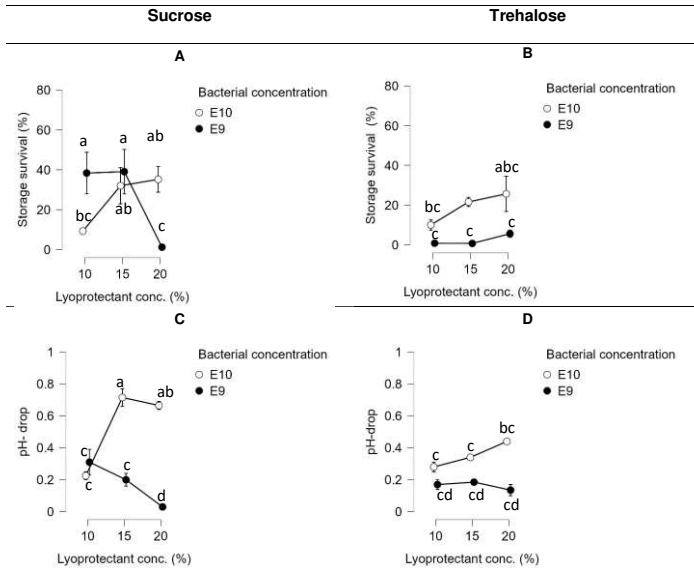 Sucrose
Trehalose
A
80
60
40
20
0
Storage survival (%)
a
a
ab
bc
ab
c
10 15 20
Lyoprotectant conc. (%)
Bacterial concentration
E10
E9
B
80
60
40
20
0
Storage survival (%)
bc
abc
c
c
c
10 15 20
Lyoprotectant conc. (%)
Bacterial concentration
E10
E9
C
1
0.8
0.6
0.4
0.2
0
pH- drop
a
ab
c
c
c
d
10 15 20
Lyoprotectant conc. (%)
Bacterial concentration
E10
E9
D
1
0.8
0.6
0.4
0.2
0
pH-drop
c
c
bc
cd
cd
cd
10 15 20
Lyoprotectant conc. (%)
Bacterial concentration
E10
E9